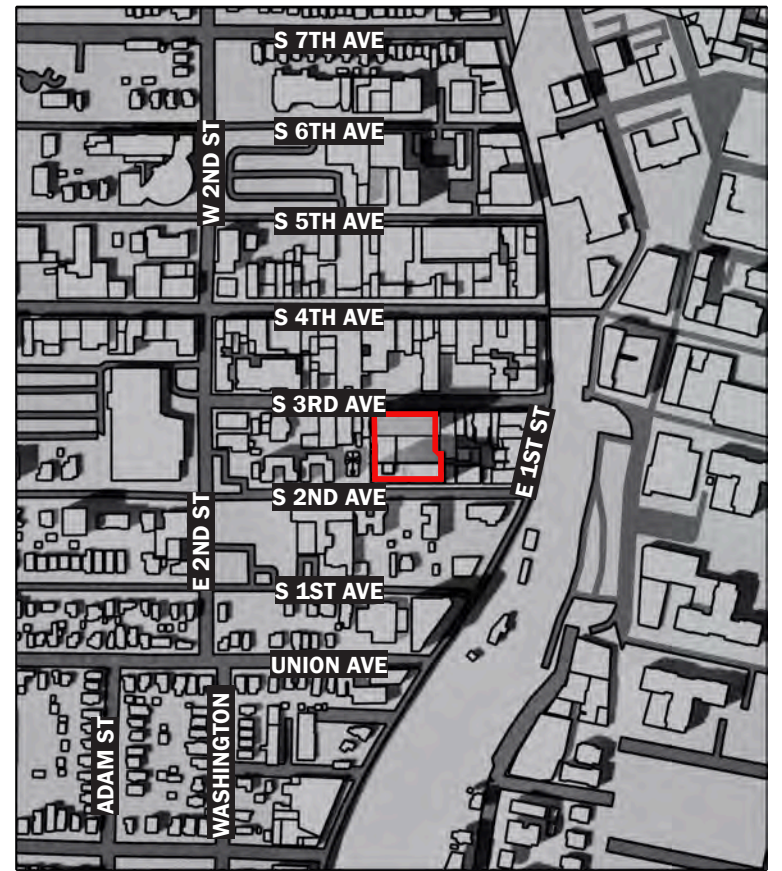 S 7TH AVE
S 6TH AVE
W 2ND ST
S 5TH AVE
S 4TH AVE
S 3RD AVE
E 1ST ST
S 2ND AVE
E 2ND ST
S 1ST AVE
UNION AVE
ADAM ST
WASHINGTON